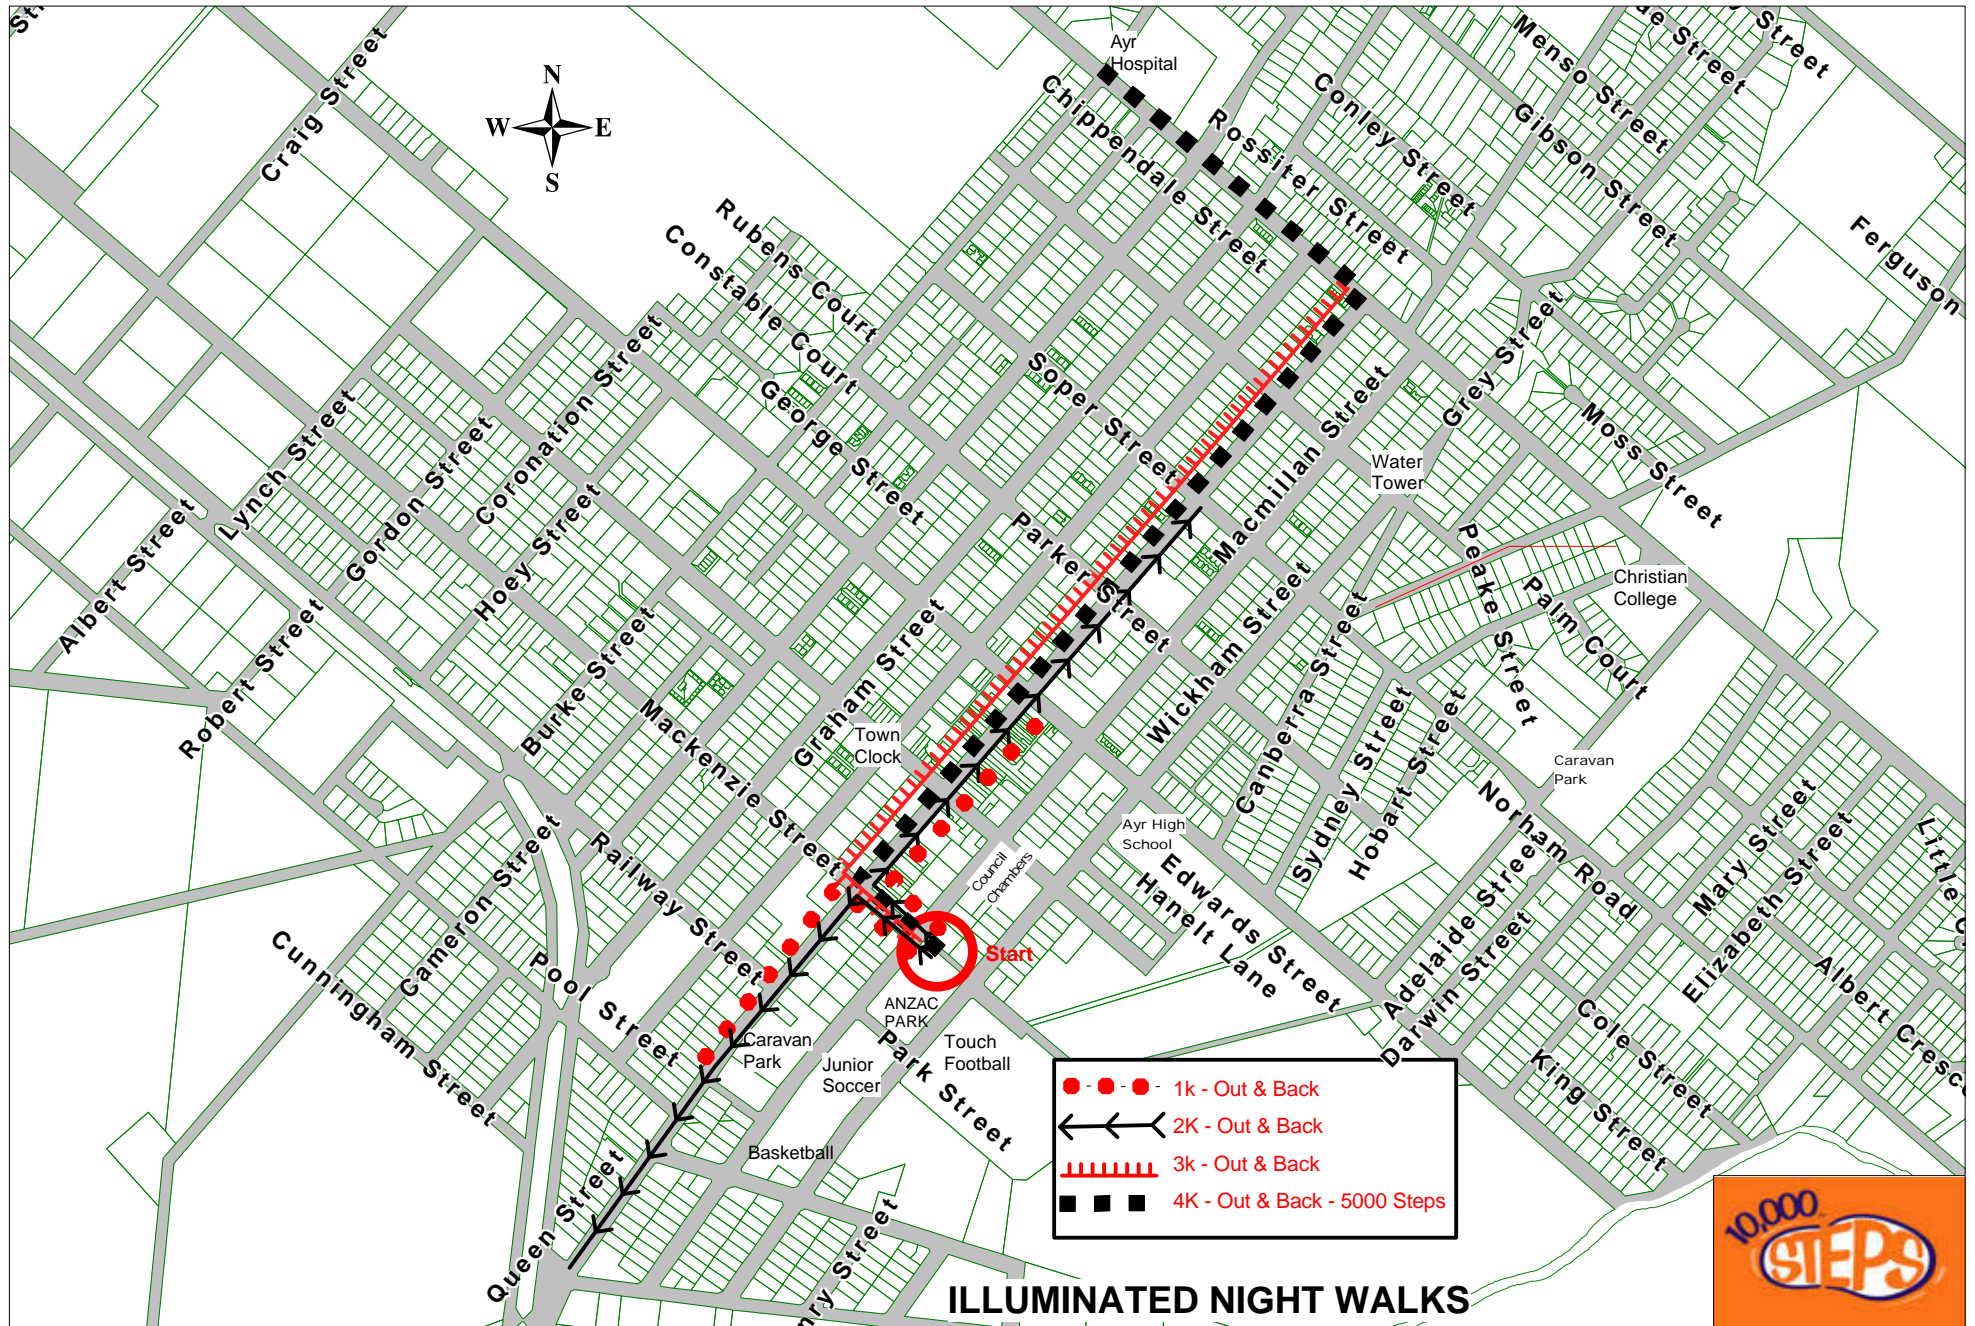 Craig Street
N
W E
S
Ayr
Hospital
Menso Street
Conley Street
Gibson Street
Ferguson
Chippendale Street
Rossiter Street
Rubens Court
Constable Court
George Street
Soper Street
Parker Street
Macmillan Street
Grey Street
Moss Street
Water
Tower
Peake Street
Palm Court
Christian
College
Albert Street
Lynch Street
Gordon Street
Coronation Street
Hoey Street
Robert Street
Burke Street
Mackenzie Street
Graham Street
Town
Clock
Wickham Street
Canberra Street
Sydney Street
Hobart Street
Caravan
Park
Norham Road
Mary Street
Elizabeth Street
Little
Ayr High
School
Council
Chambers
Edwards Street
Hanelt Lane
Adelaide Street
Darwin Street
Cole Street
King Street
Albert Cresc
Cameron Street
Railway Street
Pool Street
Cunningham Street
Start
ANZAC
PARK
Park Street
Touch
Football
Caravan
Park
Junior
Soccer
Basketball
Queen Street
1k - Out & Back
2K - Out & Back
3k - Out & Back
4K - Out & Back - 5000 Steps
ILLUMINATED NIGHT WALKS
10,000
STEPS